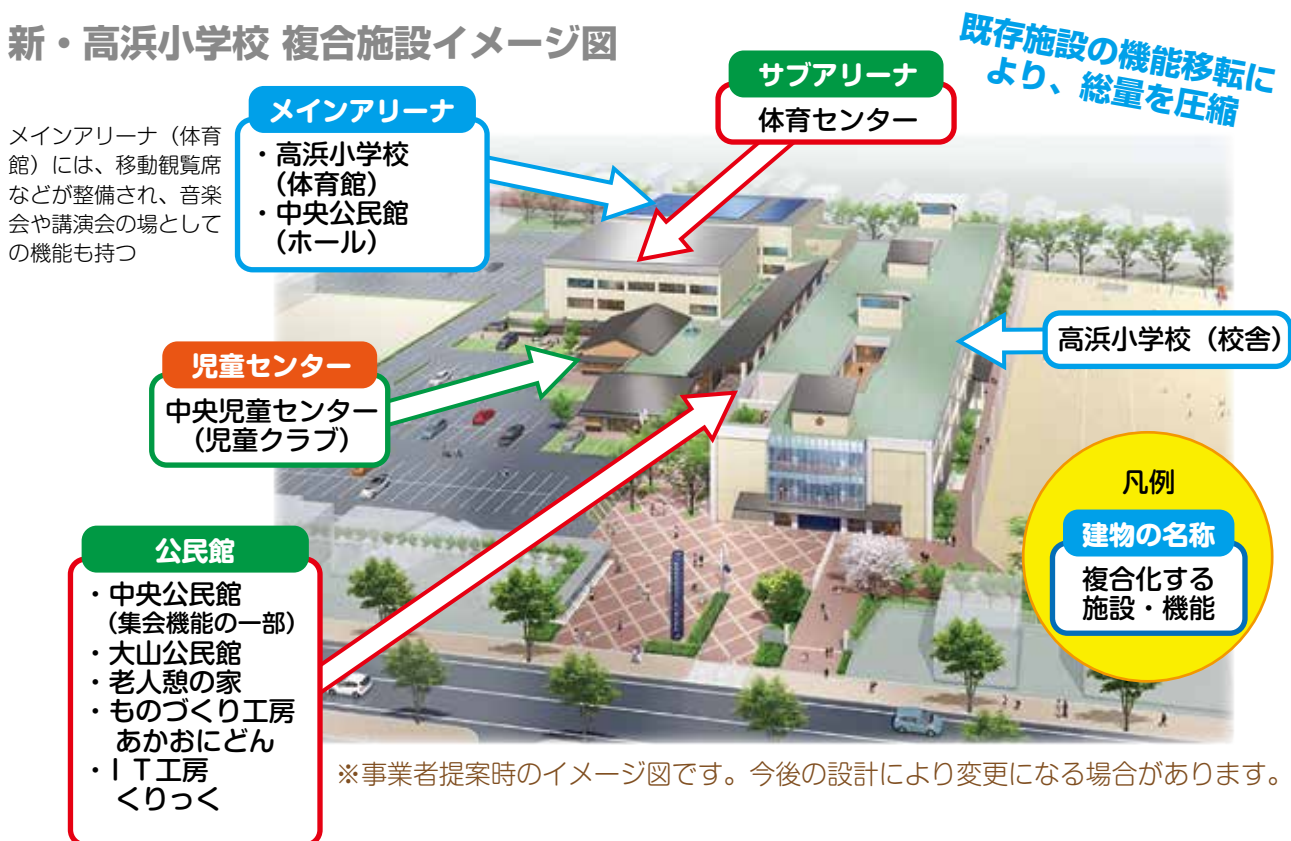 新・高浜小学校 複合施設イメージ図
既存施設の機能移転に
より、総量を圧縮
メインアリーナ（体育
館）には、移動観覧席
などが整備され、音楽
会や講演会の場として
の機能も持つ
メインアリーナ
・高浜小学校
（体育館）
・中央公民館
（ホール）
サブアリーナ
体育センター
高浜小学校（校舎）
児童センター
中央児童センター
（児童クラブ）
公民館
・中央公民館
（集会機能の一部）
・大山公民館
・老人憩の家
・ものづくり工房
あかおにどん
・ＩＴ工房
くりっく
凡例
建物の名称
複合化する
施設・機能
※事業者提案時のイメージ図です。今後の設計により変更になる場合があります。